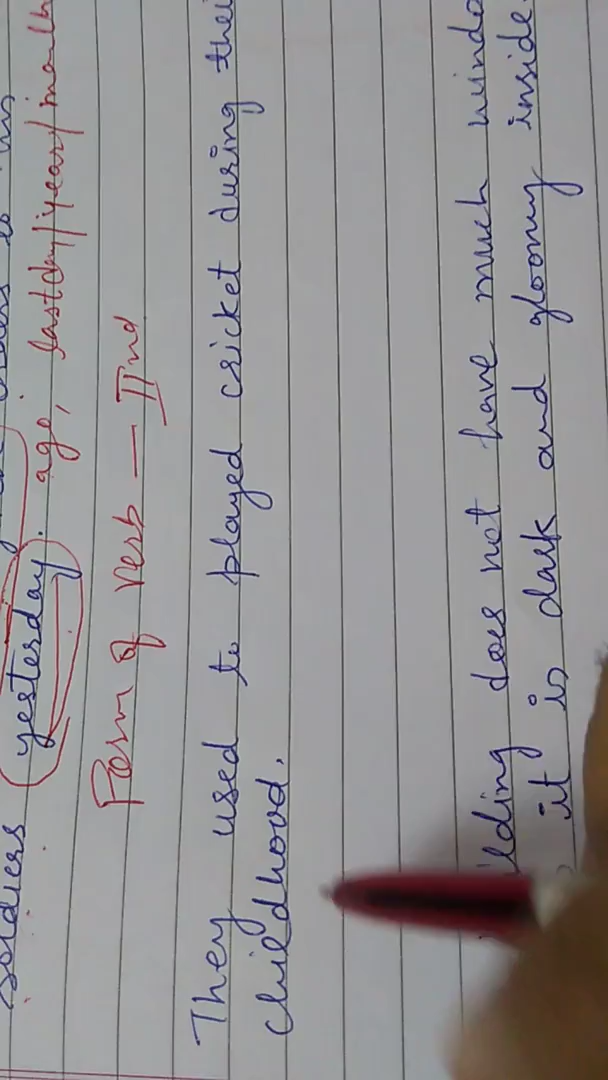 soldiers yesterday. ago, last day/year/month
Form of verb — IInd
They used to played cricket during their
childhood.
does not have much
it is dark and gloomy inside.